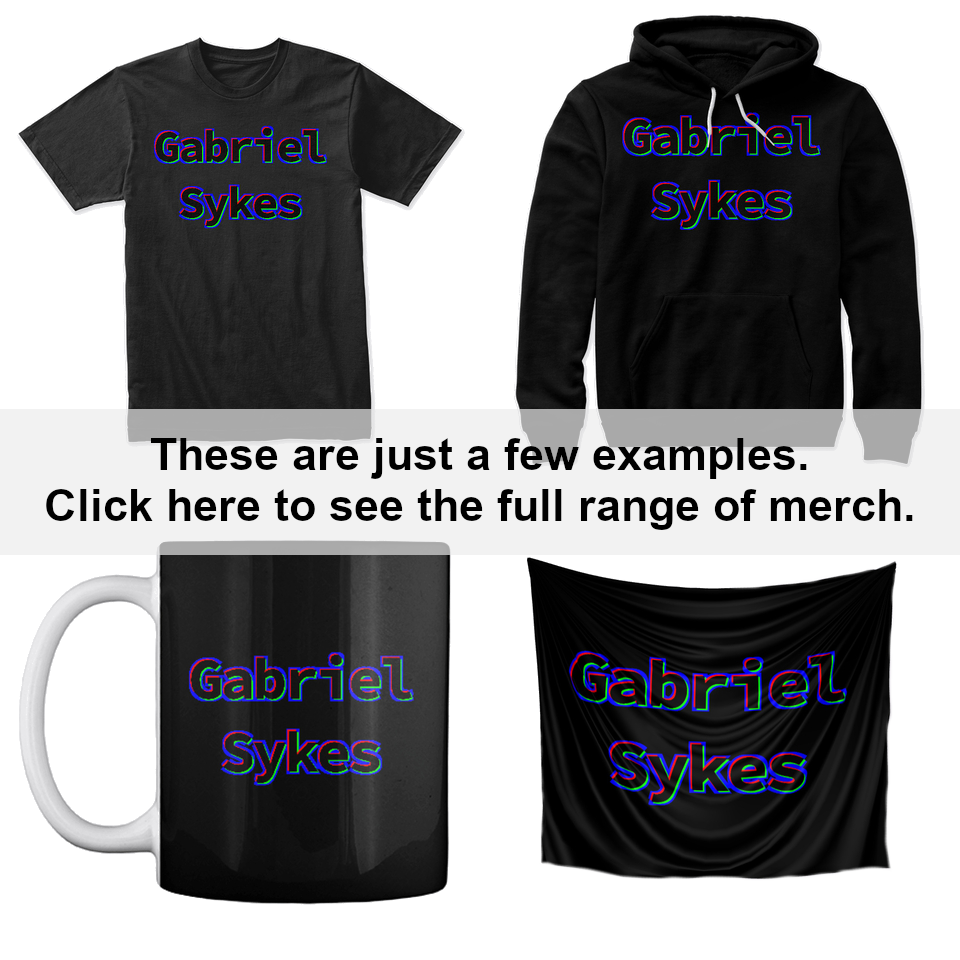 Gabriel
Sykes
Gabriel
Sykes
These are just a few examples.
Click here to see the full range of merch.
Gabriel
Sykes
Gabriel
Sykes